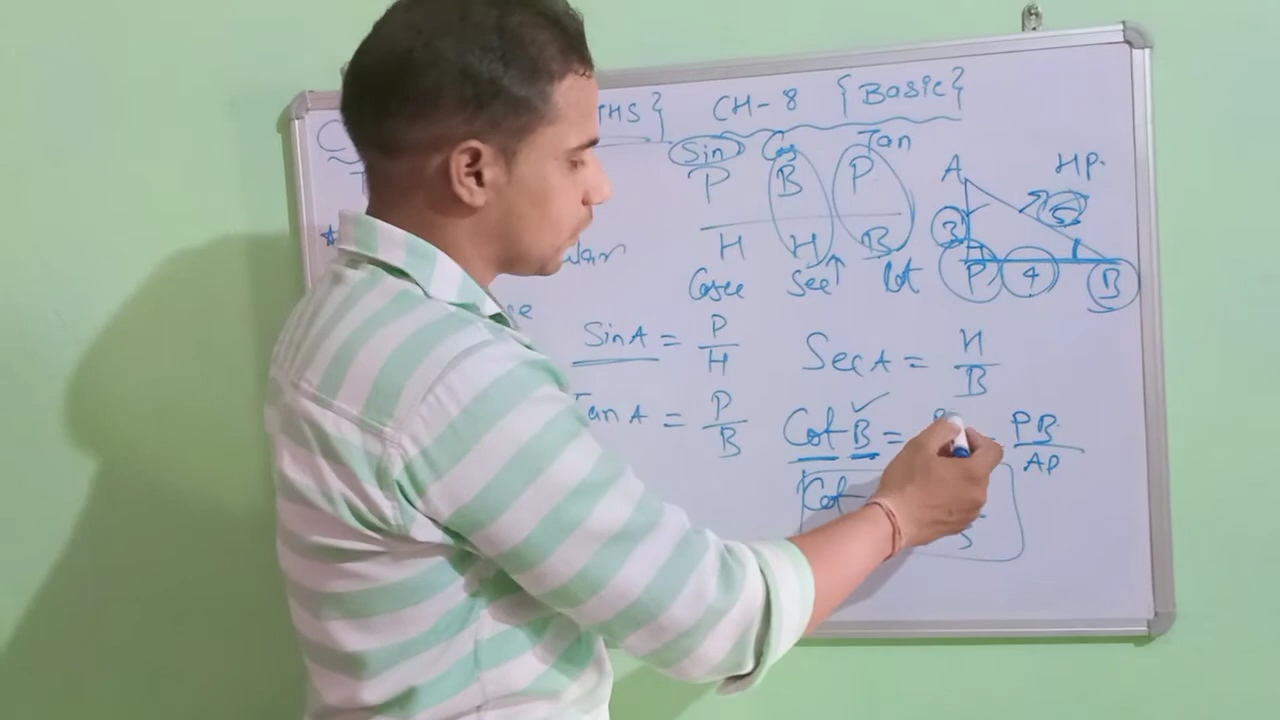 THS} CH-8 {Basic}
Sin Cos Tan
P B P
H H B
Cosec Sec Cot
A HP.
3 5
P 4 B
Sin A = P/H
Sec A = H/B
Tan A = P/B
Cot B = PB/AP
Cot